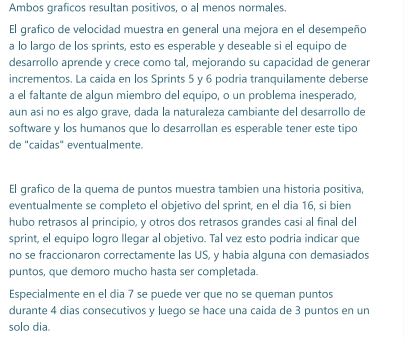 Ambos graficos resultan positivos, o al menos normales.
El grafico de velocidad muestra en general una mejora en el desempeño
a lo largo de los sprints, esto es esperable y deseable si el equipo de
desarrollo aprende y crece como tal, mejorando su capacidad de generar
incrementos. La caida en los Sprints 5 y 6 podria tranquilamente deberse
a el faltante de algun miembro del equipo, o un problema inesperado,
aun asi no es algo grave, dada la naturaleza cambiante del desarrollo de
software y los humanos que lo desarrollan es esperable tener este tipo
de "caidas" eventualmente.
El grafico de la quema de puntos muestra tambien una historia positiva,
eventualmente se completo el objetivo del sprint, en el dia 16, si bien
hubo retrasos al principio, y otros dos retrasos grandes casi al final del
sprint, el equipo logro llegar al objetivo. Tal vez esto podria indicar que
no se fraccionaron correctamente las US, y habia alguna con demasiados
puntos, que demoro mucho hasta ser completada.
Especialmente en el dia 7 se puede ver que no se queman puntos
durante 4 dias consecutivos y luego se hace una caida de 3 puntos en un
solo dia.